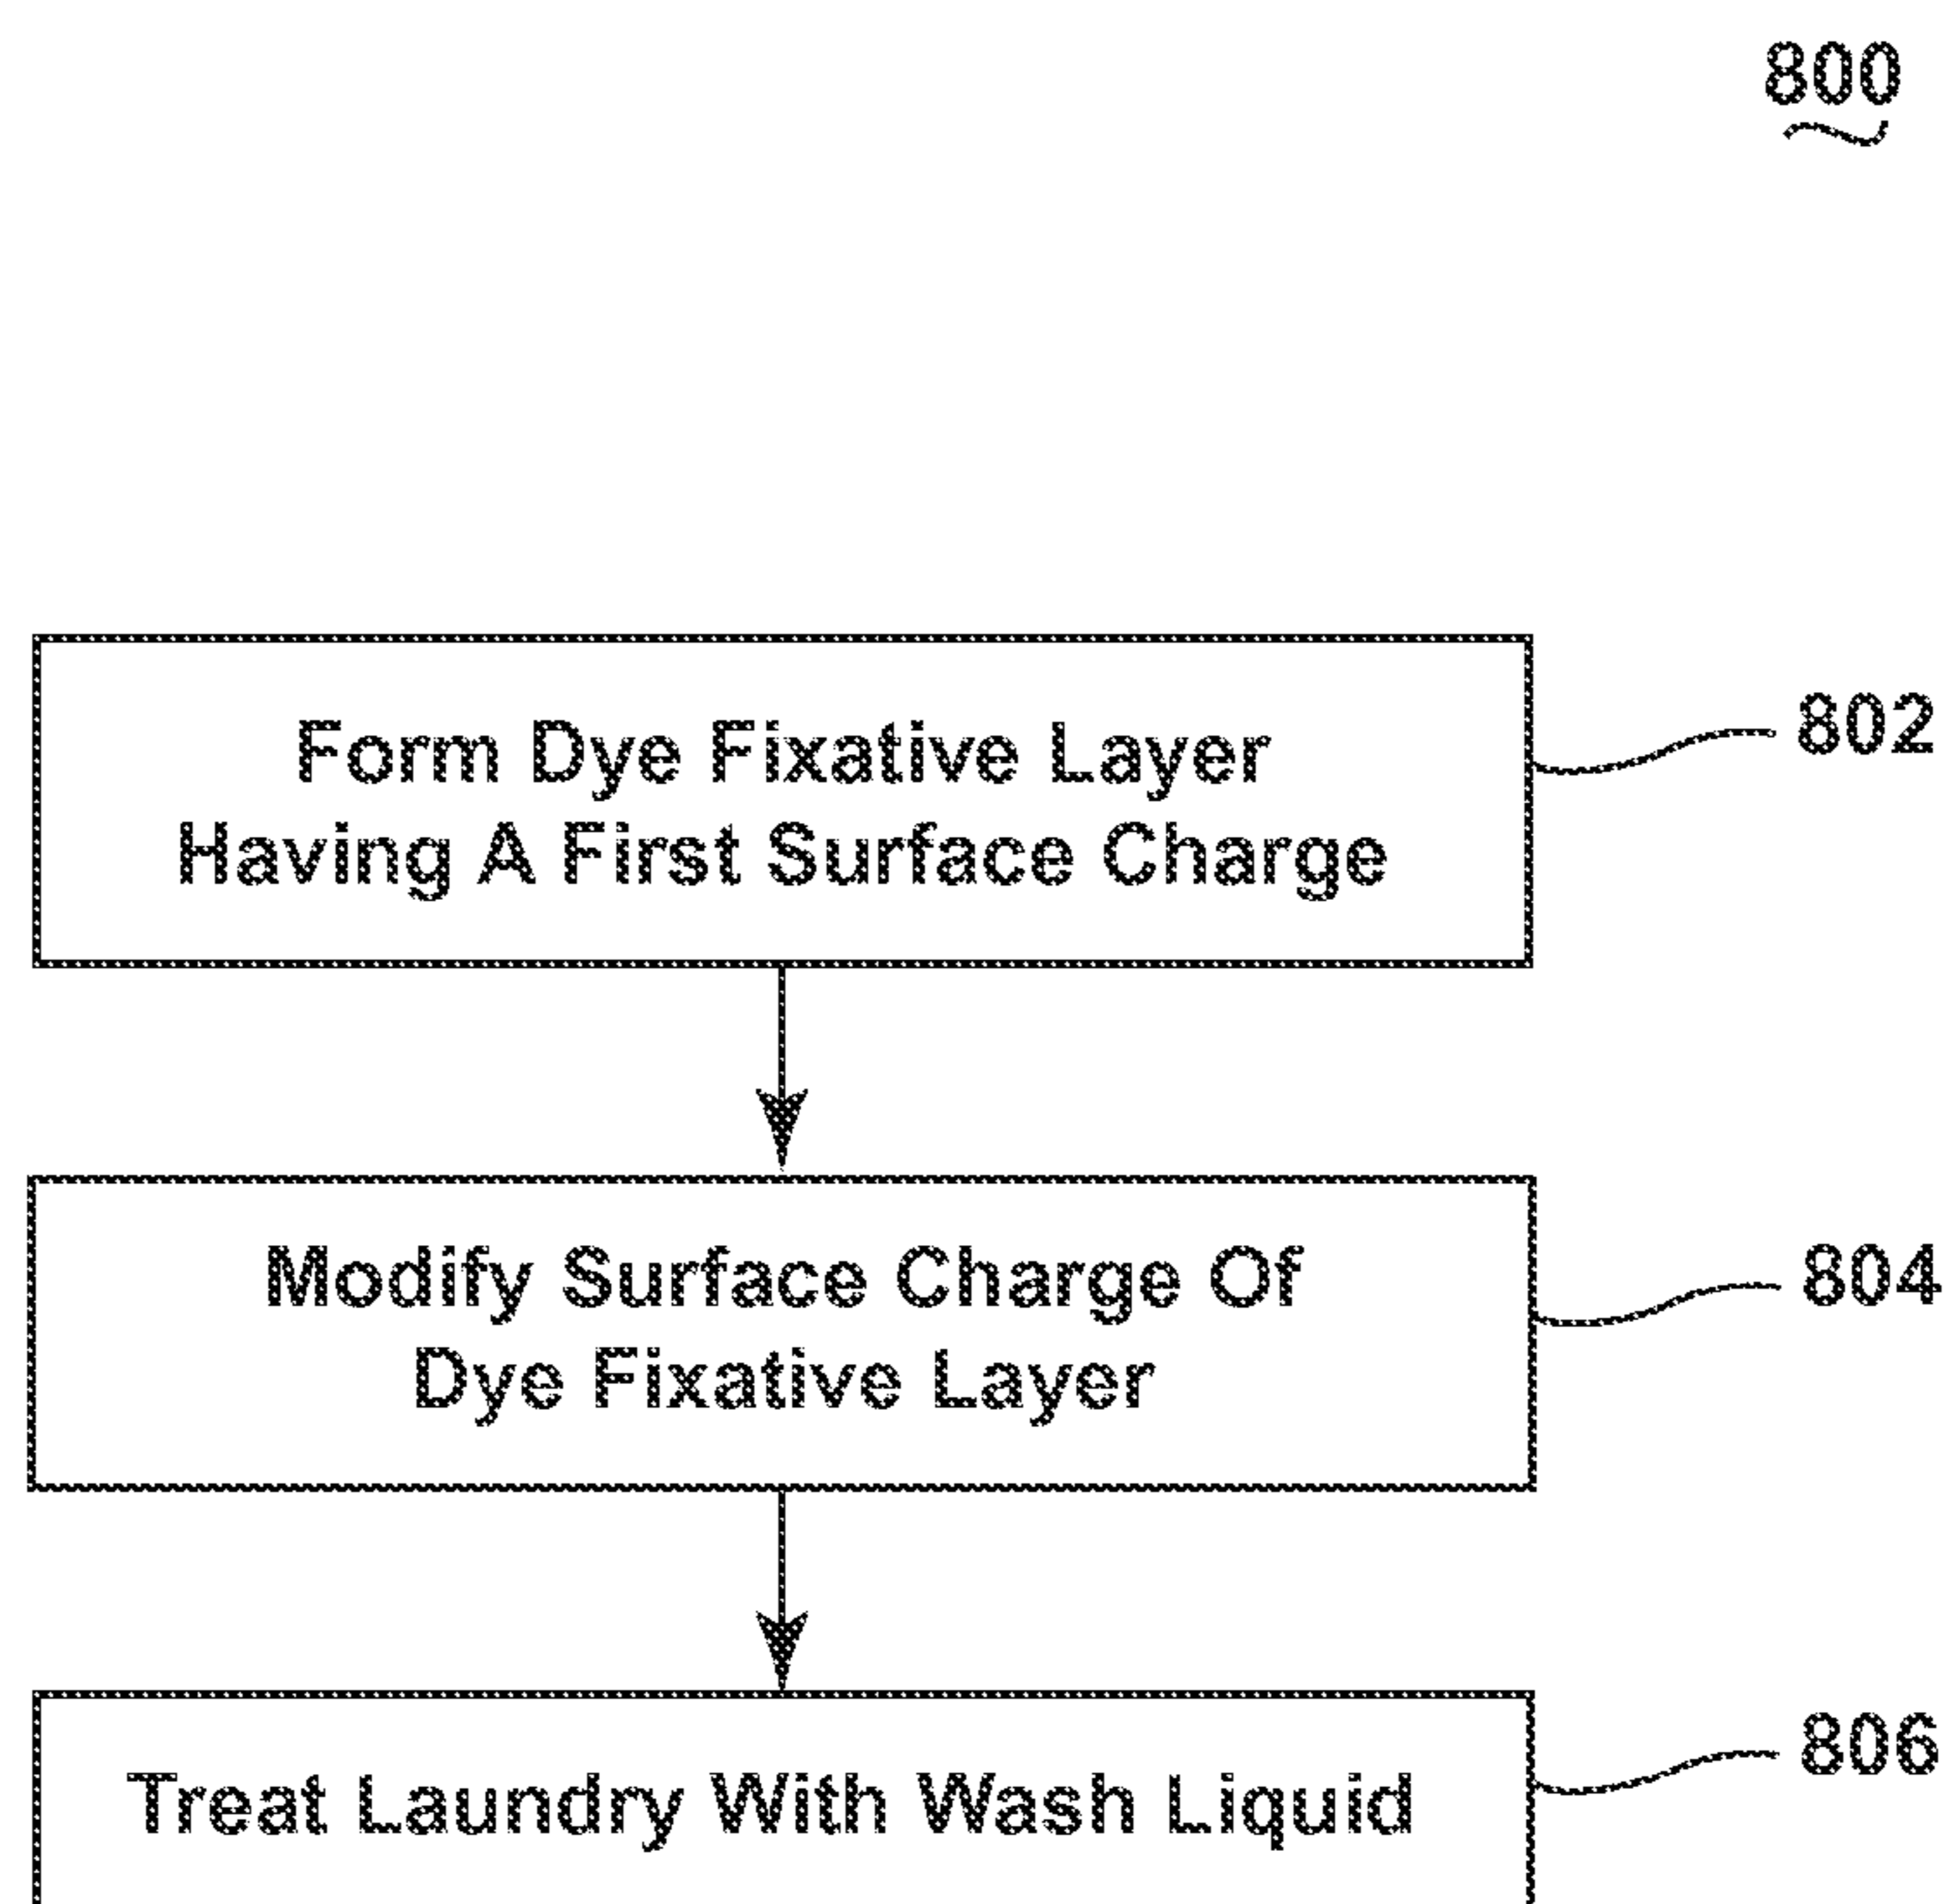 800
Form Dye Fixative Layer
Having A First Surface Charge
802
Modify Surface Charge Of
Dye Fixative Layer
804
Treat Laundry With Wash Liquid
806